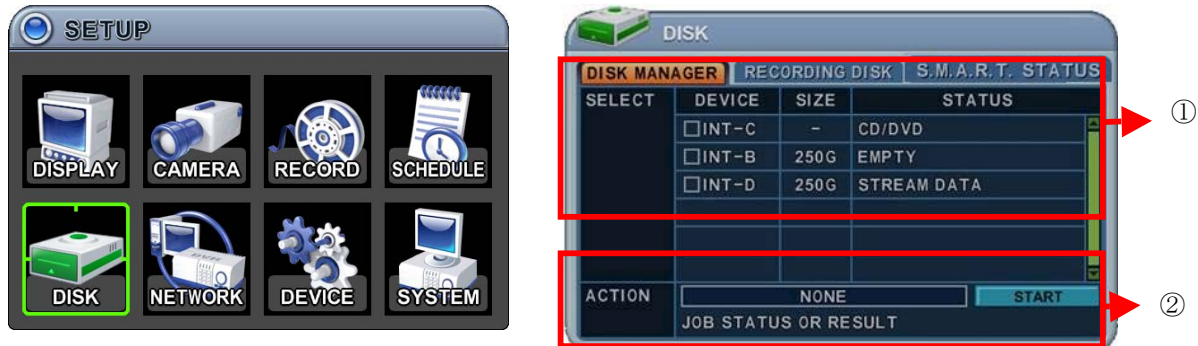 SETUP
DISPLAY CAMERA RECORD SCHEDULE
DISK NETWORK DEVICE SYSTEM
DISK
DISK MANAGER RECORDING DISK S.M.A.R.T. STATUS
SELECT DEVICE SIZE STATUS
INT-C - CD/DVD
INT-B 250G EMPTY
INT-D 250G STREAM DATA
ACTION NONE START
JOB STATUS OR RESULT
①
②